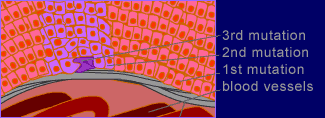 3rd mutation
2nd mutation
1st mutation
blood vessels